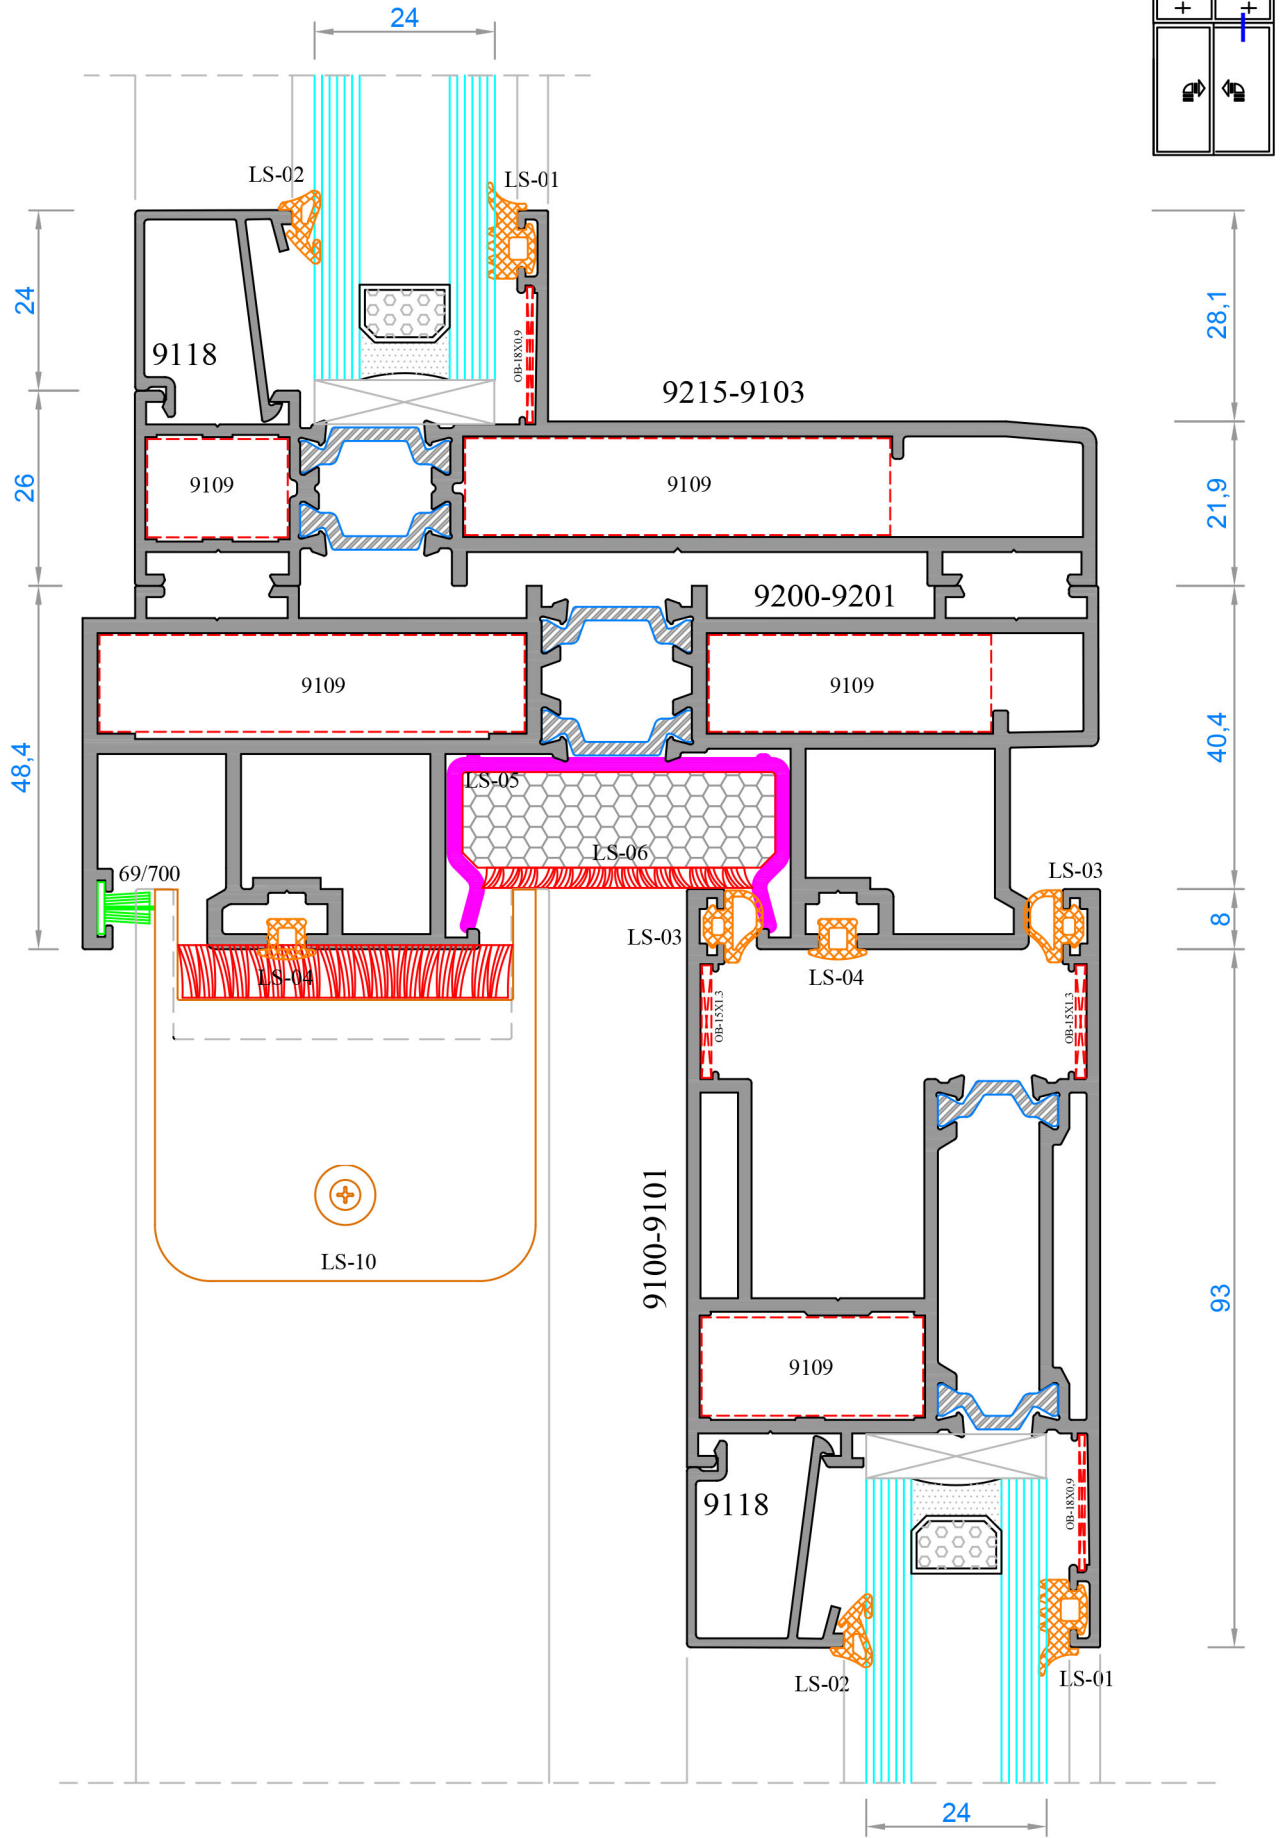 24
LS-02
LS-01
24
28,1
9118
OB-18X0,9
9215-9103
26
9109
9109
21,9
9200-9201
9109
9109
48,4
40,4
LS-05
LS-06
69/700
LS-03
LS-03
8
LS-04
LS-04
OB-15X1.3
OB-15X1.3
9100-9101
LS-10
93
9109
9118
OB-18X0,9
LS-02
LS-01
24